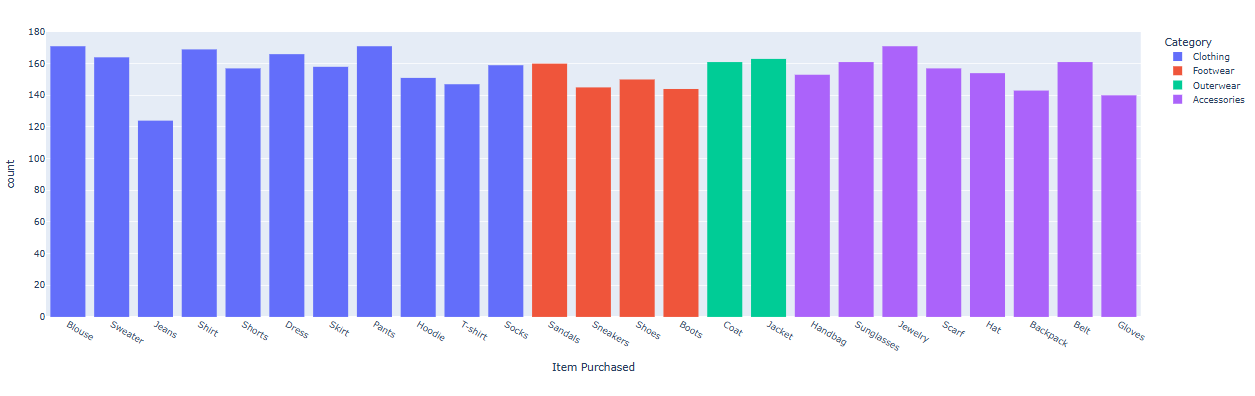 180
160
140
120
100
80
60
40
20
0
count
Blouse
Sweater
Jeans
Shirt
Shorts
Dress
Skirt
Pants
Hoodie
T-shirt
Socks
Sandals
Sneakers
Shoes
Boots
Coat
Jacket
Handbag
Sunglasses
Jewelry
Scarf
Hat
Backpack
Belt
Gloves
Item Purchased
Category
Clothing
Footwear
Outerwear
Accessories